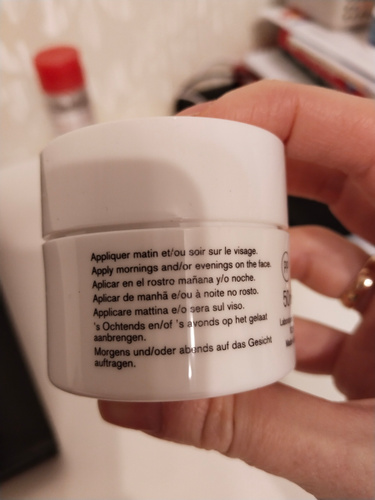 Appliquer matin et/ou soir sur le visage.
Apply mornings and/or evenings on the face.
Aplicar en el rostro mañana y/o noche.
Aplicar de manhã e/ou à noite no rosto.
Applicare mattina e/o sera sul viso.
's Ochtends en/of 's avonds op het gelaat
aanbrengen.
Morgens und/oder abends auf das Gesicht
auftragen.